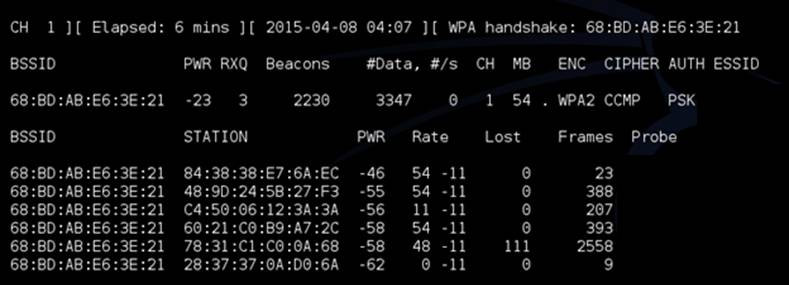 CH 1 ][ Elapsed: 6 mins ][ 2015-04-08 04:07 ][ WPA handshake: 68:BD:AB:E6:3E:21
BSSID PWR RXQ Beacons #Data, #/s CH MB ENC CIPHER AUTH ESSID
68:BD:AB:E6:3E:21 -23 3 2230 3347 0 1 54 . WPA2 CCMP PSK
BSSID STATION PWR Rate Lost Frames Probe
68:BD:AB:E6:3E:21 84:38:38:E7:6A:EC -46 54 -11 0 23
68:BD:AB:E6:3E:21 48:9D:24:5B:27:F3 -55 54 -11 0 388
68:BD:AB:E6:3E:21 C4:50:06:12:3A:3A -56 11 -11 0 207
68:BD:AB:E6:3E:21 60:21:C0:B9:A7:2C -58 54 -11 0 393
68:BD:AB:E6:3E:21 78:31:C1:C0:0A:68 -58 48 -11 111 2558
68:BD:AB:E6:3E:21 28:37:37:0A:D0:6A -62 0 -11 0 9